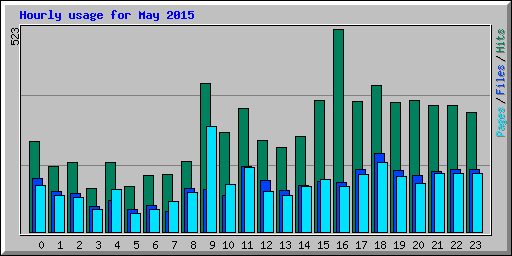 Hourly usage for May 2015
523
Pages / Files / Hits
0 1 2 3 4 5 6 7 8 9 10 11 12 13 14 15 16 17 18 19 20 21 22 23